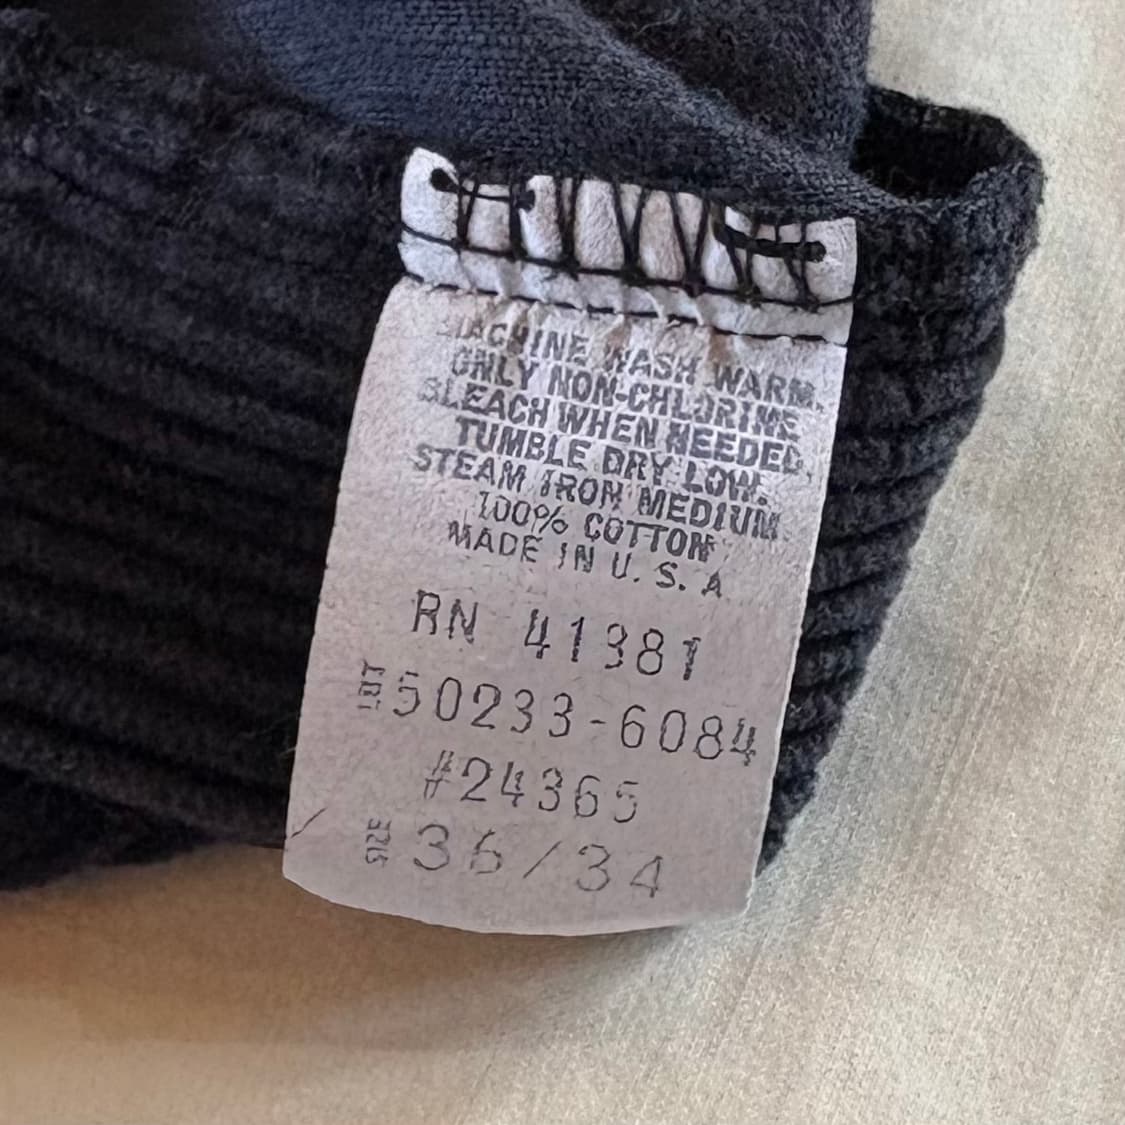 MACHINE WASH WARM.
ONLY NON-CHLORINE
BLEACH WHEN NEEDED.
TUMBLE DRY LOW.
STEAM IRON MEDIUM.
100% COTTON
MADE IN U. S. A
RN 41381
LOT 50233-6084
#24365
SIZE 36/34